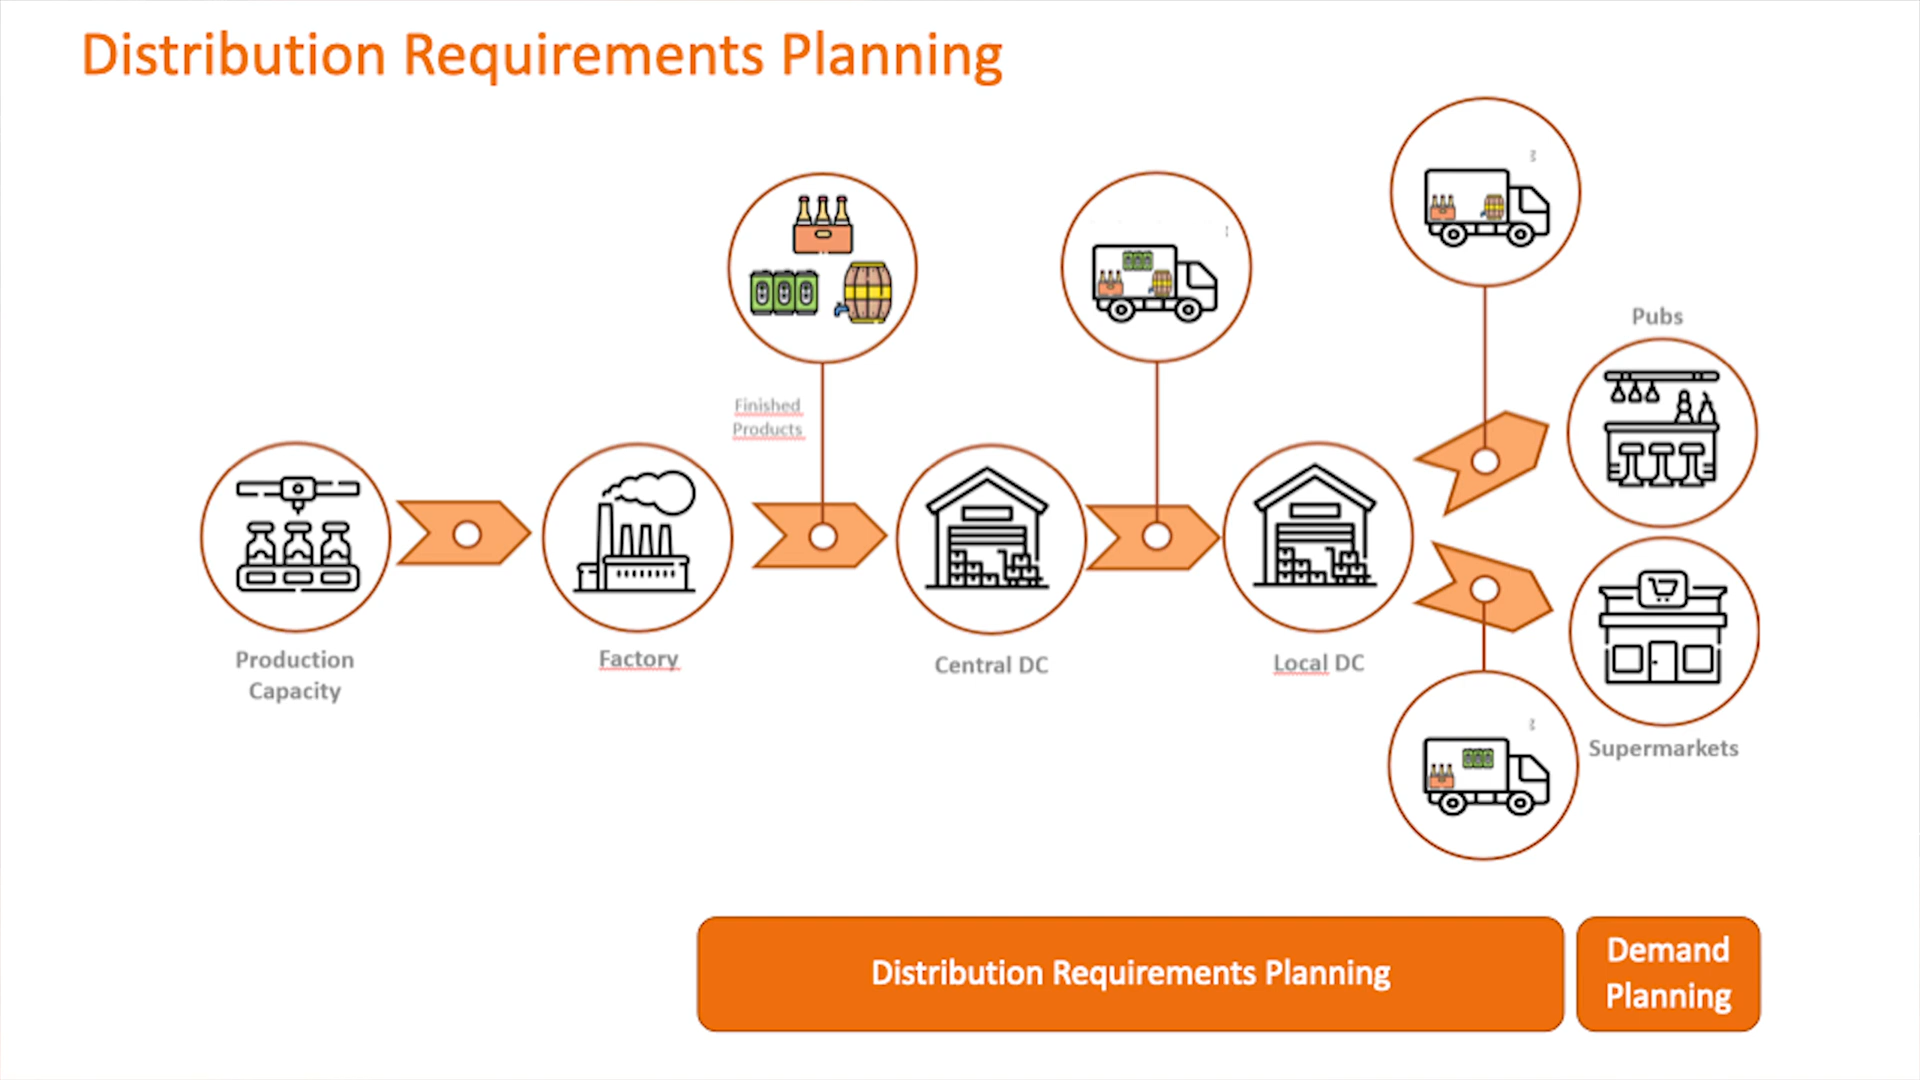 Distribution Requirements Planning
Pubs
Finished
Products
Production
Capacity
Factory
Central DC
Local DC
Supermarkets
Distribution Requirements Planning
Demand
Planning